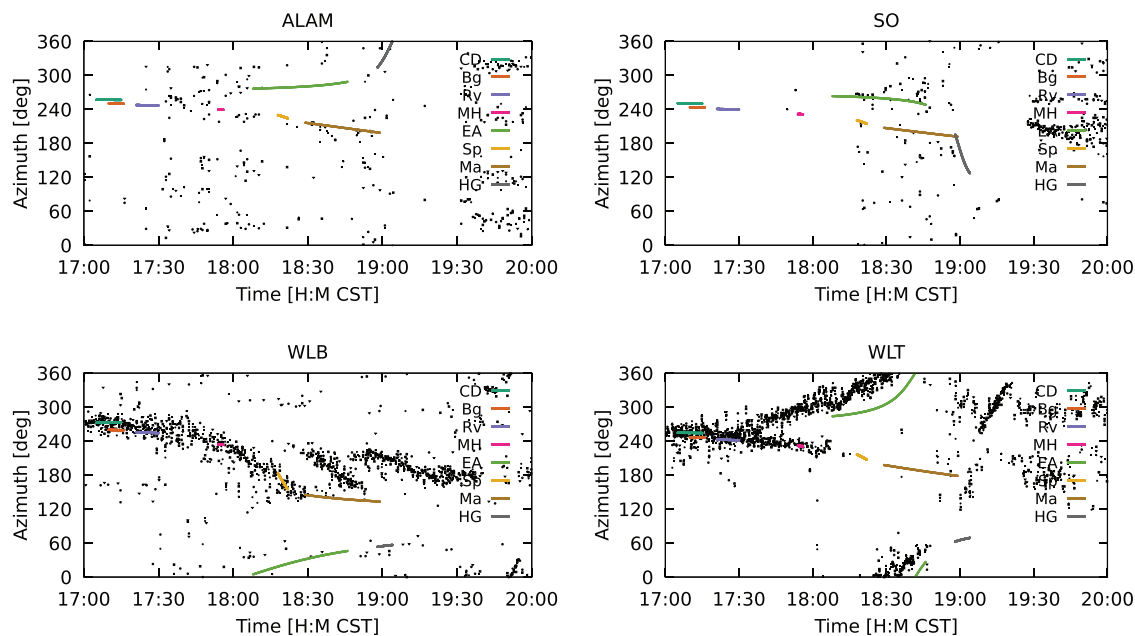 ALAM
360
300
240
180
120
60
0
Azimuth [deg]
CD
Bg
Rv
MH
EA
Sp
Ma
HG
17:00 17:30 18:00 18:30 19:00 19:30 20:00
Time [H:M CST]
SO
360
300
240
180
120
60
0
Azimuth [deg]
CD
Bg
Rv
MH
EA
Sp
Ma
HG
17:00 17:30 18:00 18:30 19:00 19:30 20:00
Time [H:M CST]
WLB
360
300
240
180
120
60
0
Azimuth [deg]
CD
Bg
Rv
MH
EA
Sp
Ma
HG
17:00 17:30 18:00 18:30 19:00 19:30 20:00
Time [H:M CST]
WLT
360
300
240
180
120
60
0
Azimuth [deg]
CD
Bg
Rv
MH
EA
Sp
Ma
HG
17:00 17:30 18:00 18:30 19:00 19:30 20:00
Time [H:M CST]